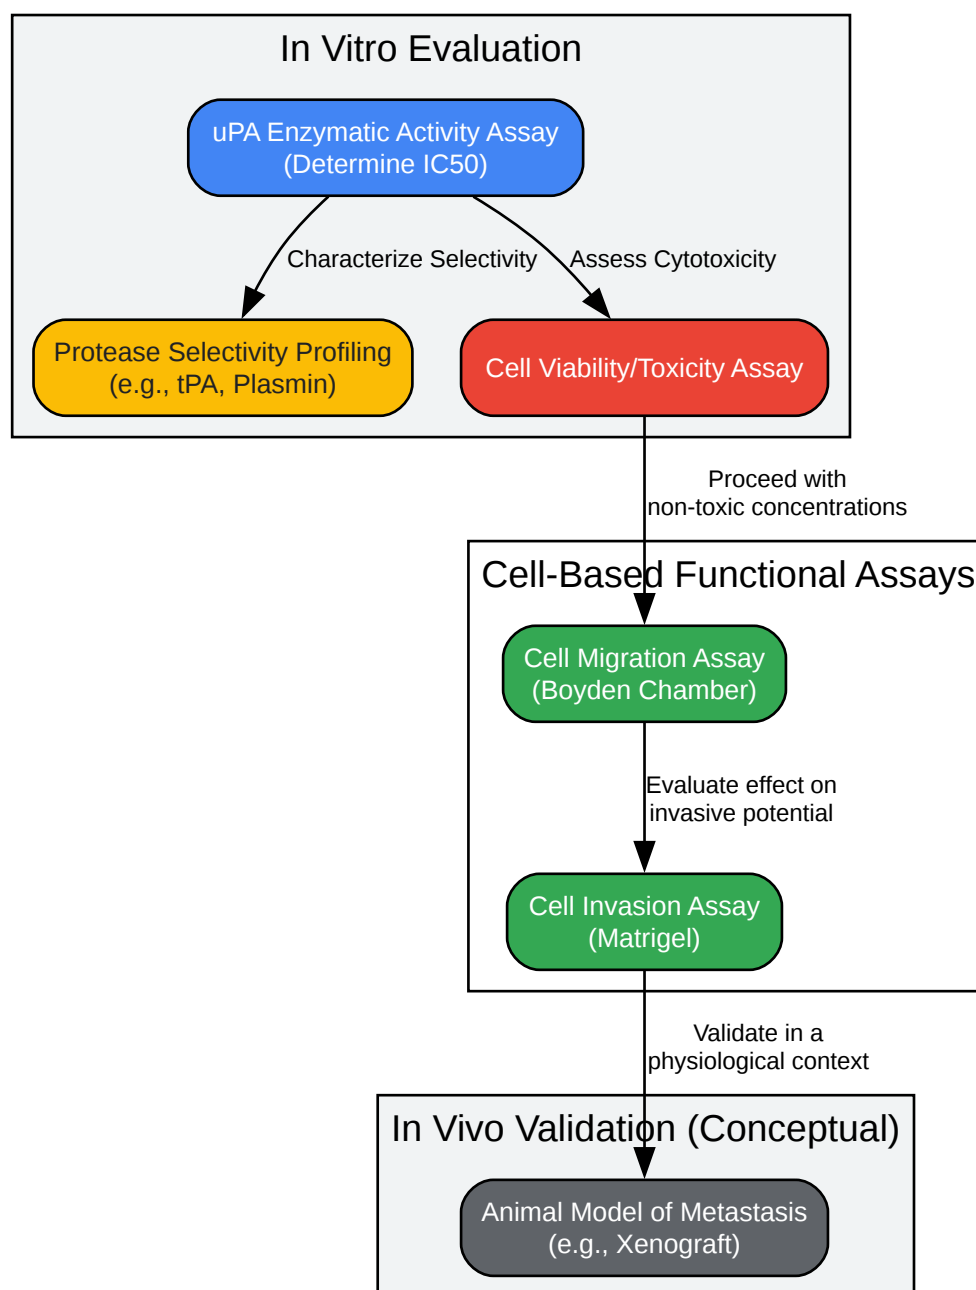 In Vitro Evaluation
uPA Enzymatic Activity Assay
(Determine IC50)
Characterize Selectivity
Assess Cytotoxicity
Protease Selectivity Profiling
(e.g., tPA, Plasmin)
Cell Viability/Toxicity Assay
Proceed with
non-toxic concentrations
Cell-Based Functional Assays
Cell Migration Assay
(Boyden Chamber)
Evaluate effect on
invasive potential
Cell Invasion Assay
(Matrigel)
Validate in a
physiological context
In Vivo Validation (Conceptual)
Animal Model of Metastasis
(e.g., Xenograft)